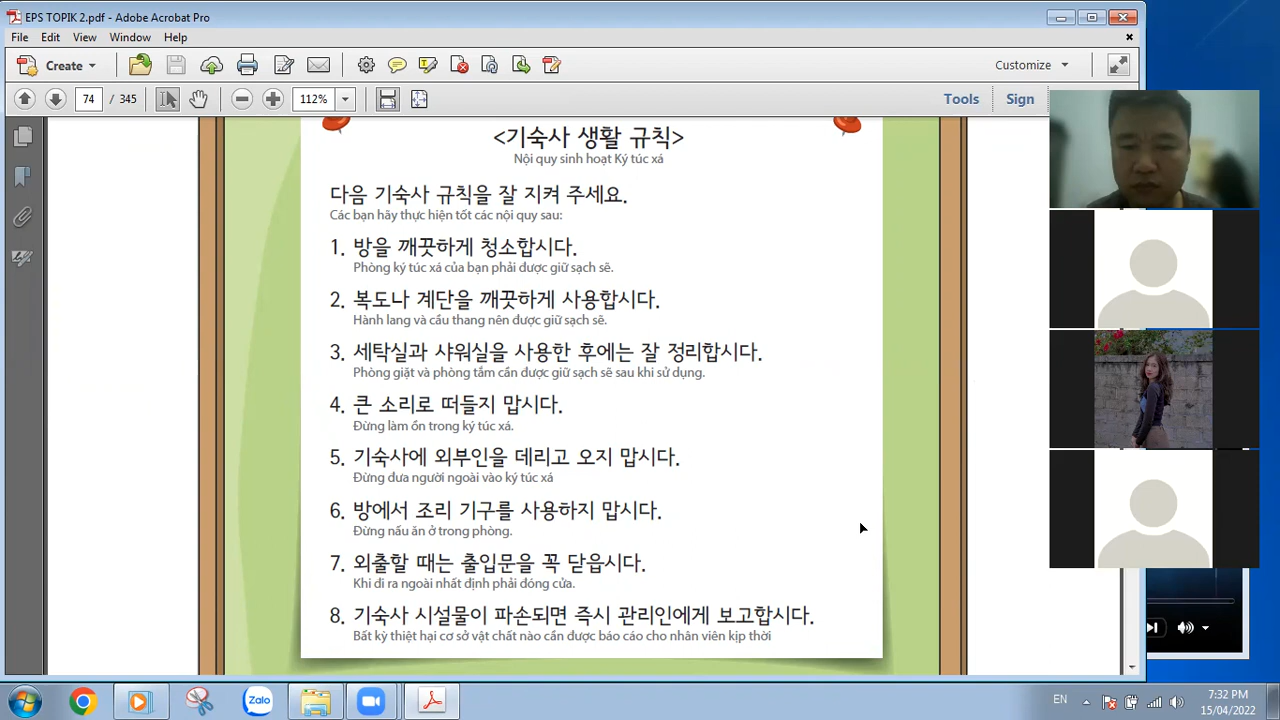 EPS TOPIK 2.pdf - Adobe Acrobat Pro
File Edit View Window Help
Create
Customize
74 / 345
112%
Tools Sign
<기숙사 생활 규칙>
Nội quy sinh hoạt Ký túc xá
다음 기숙사 규칙을 잘 지켜 주세요.
Các bạn hãy thực hiện tốt các nội quy sau:
1. 방을 깨끗하게 청소합시다.
Phòng ký túc xá của bạn phải được giữ sạch sẽ.
2. 복도나 계단을 깨끗하게 사용합시다.
Hành lang và cầu thang nên được giữ sạch sẽ.
3. 세탁실과 샤워실을 사용한 후에는 잘 정리합시다.
Phòng giặt và phòng tắm cần được giữ sạch sẽ sau khi sử dụng.
4. 큰 소리로 떠들지 맙시다.
Đừng làm ồn trong ký túc xá.
5. 기숙사에 외부인을 데리고 오지 맙시다.
Đừng đưa người ngoài vào ký túc xá
6. 방에서 조리 기구를 사용하지 맙시다.
Đừng nấu ăn ở trong phòng.
7. 외출할 때는 출입문을 꼭 닫읍시다.
Khi đi ra ngoài nhất định phải đóng cửa.
8. 기숙사 시설물이 파손되면 즉시 관리인에게 보고합시다.
Bất kỳ thiệt hại cơ sở vật chất nào cần được báo cáo cho nhân viên kịp thời
Zalo
EN
7:32 PM
15/04/2022